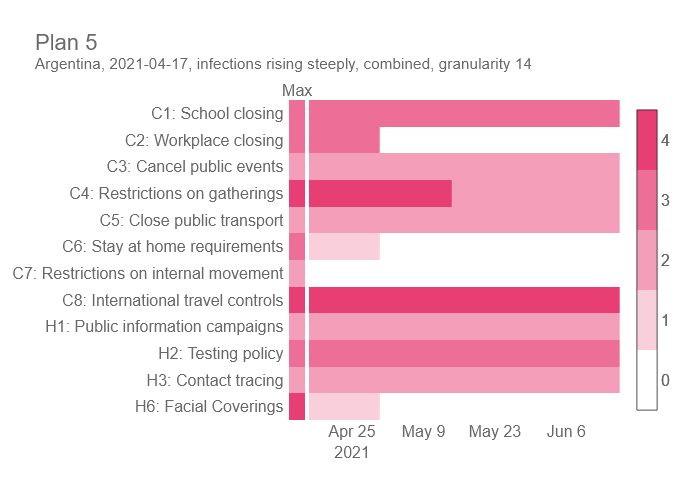 Plan 5
Argentina, 2021-04-17, infections rising steeply, combined, granularity 14
Max
C1: School closing
C2: Workplace closing
C3: Cancel public events
C4: Restrictions on gatherings
C5: Close public transport
C6: Stay at home requirements
C7: Restrictions on internal movement
C8: International travel controls
H1: Public information campaigns
H2: Testing policy
H3: Contact tracing
H6: Facial Coverings
Apr 25 May 9 May 23 Jun 6
2021
4
3
2
1
0